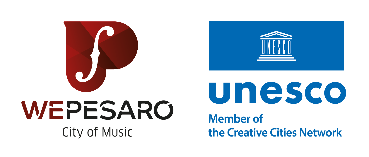 WEPESARO
City of Music
unesco
Member of
the Creative Cities Network